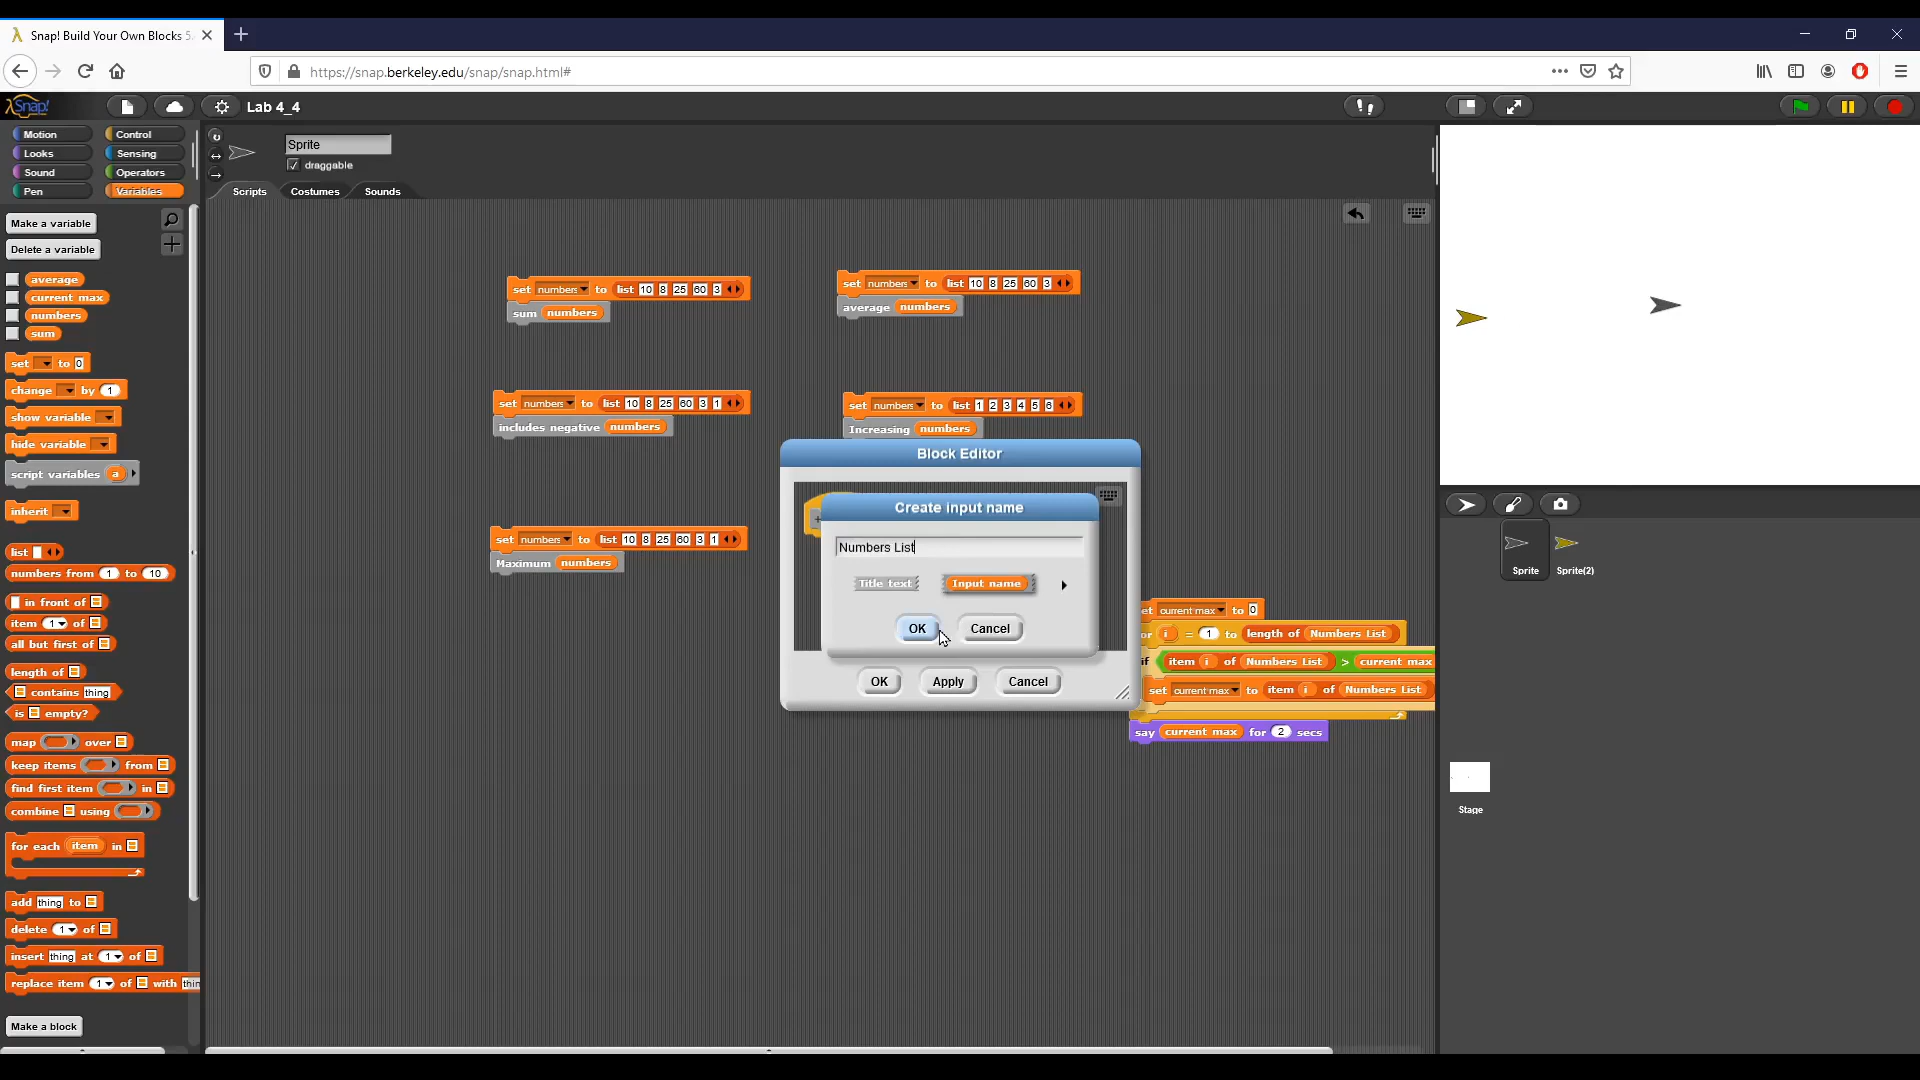 Snap! Build Your Own Blocks 5.
https://snap.berkeley.edu/snap/snap.html#
Snap!
Lab 4_4
Motion
Control
Looks
Sensing
Sound
Operators
Pen
Variables
Sprite
draggable
Scripts
Costumes
Sounds
Make a variable
Delete a variable
average
current max
numbers
sum
set to 0
change by 1
show variable
hide variable
script variables a
inherit
list
numbers from 1 to 10
in front of
item 1 of
all but first of
length of
contains thing
is empty?
map over
keep items from
find first item in
combine using
for each item in
add thing to
delete 1 of
insert thing at 1 of
replace item 1 of with thin
Make a block
set numbers to list 10 8 25 60 3
sum numbers
set numbers to list 10 8 25 60 3
average numbers
set numbers to list 10 8 25 60 3 1
includes negative numbers
set numbers to list 1 2 3 4 5 6
Increasing numbers
set numbers to list 10 8 25 60 3 1
Maximum numbers
Block Editor
Create input name
Numbers List
Title text
Input name
OK
Cancel
OK
Apply
Cancel
et current max to 0
or i = 1 to length of Numbers List
if item i of Numbers List > current max
set current max to item i of Numbers List
say current max for 2 secs
Sprite
Sprite(2)
Stage